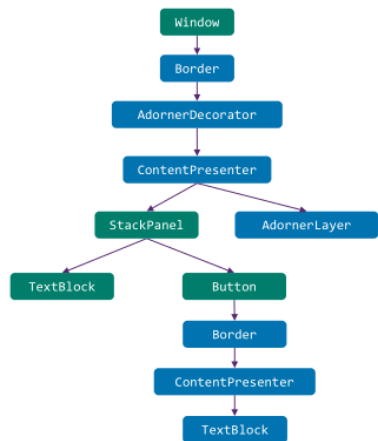 Window
Border
AdornerDecorator
ContentPresenter
StackPanel
AdornerLayer
TextBlock
Button
Border
ContentPresenter
TextBlock